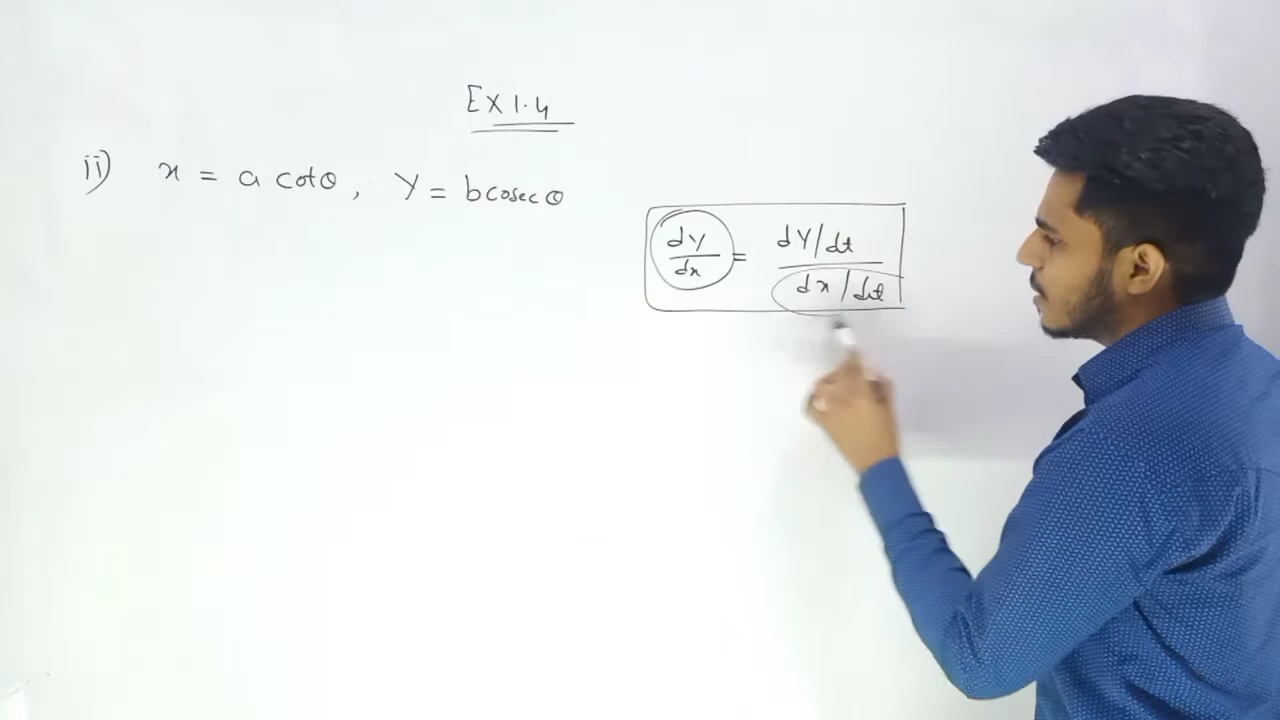 Ex 1.4
ii) x = a cotθ, y = b cosec θ
dy/dx = (dy/dt)/(dx/dt)